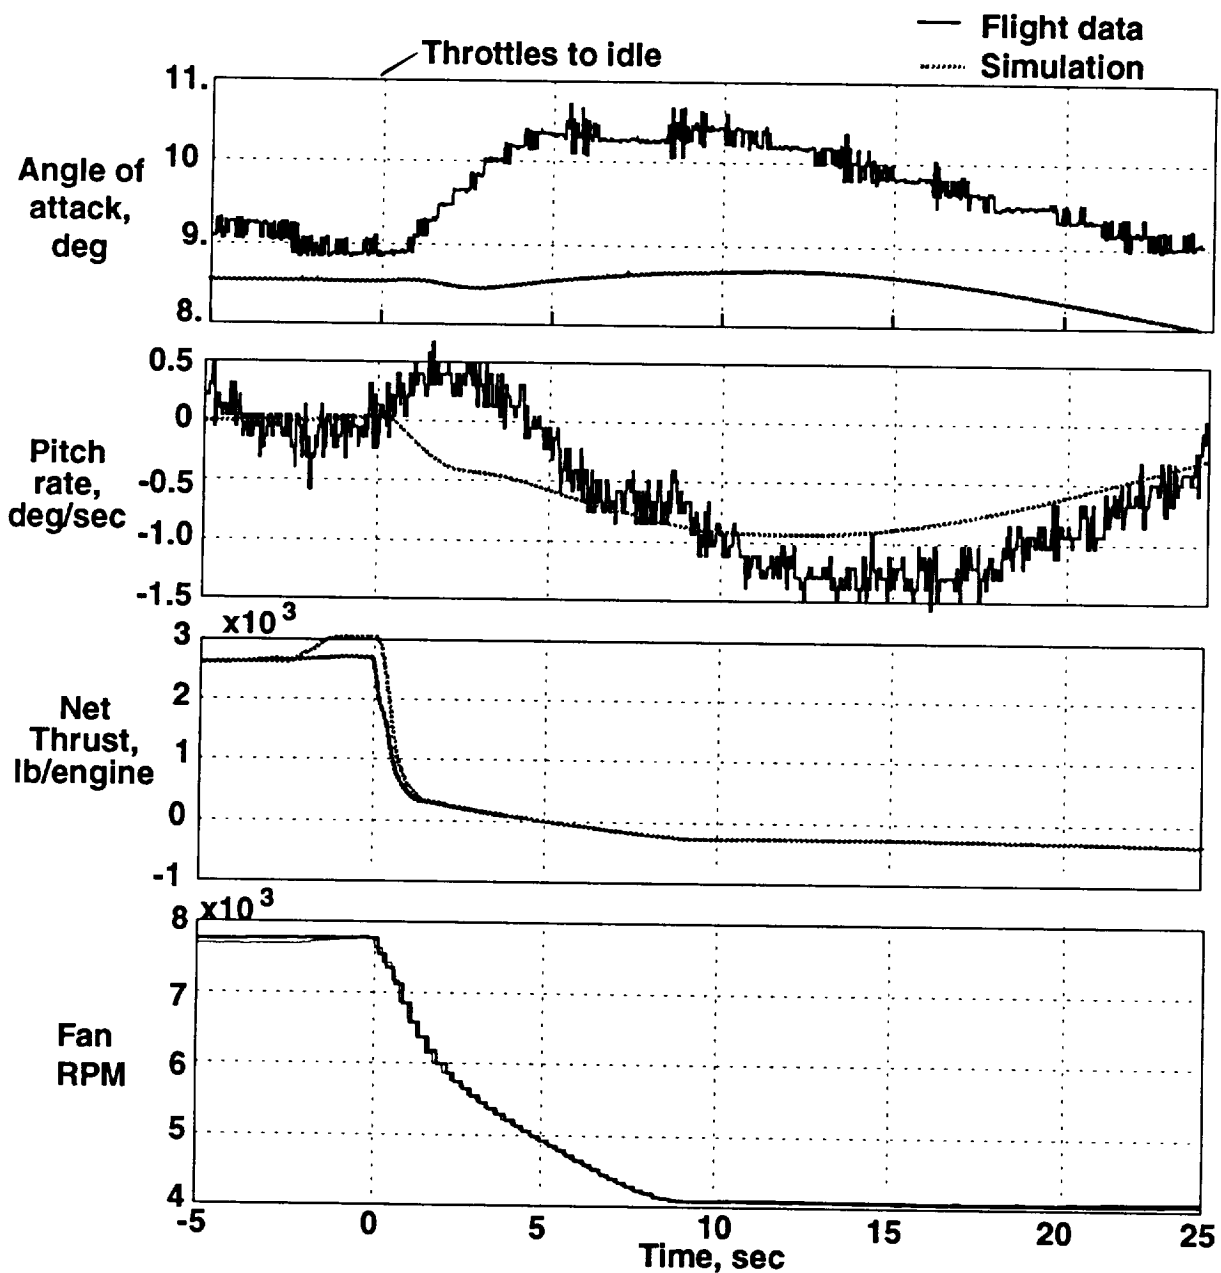 Flight data
Throttles to idle
Simulation
11.
10
9.
8.
Angle of
attack,
deg
0.5
0
-0.5
-1.0
-1.5
Pitch
rate,
deg/sec
x10 3
3
2
1
0
-1
Net
Thrust,
lb/engine
x10 3
8
7
6
5
4
Fan
RPM
-5 0 5 10 15 20 25
Time, sec